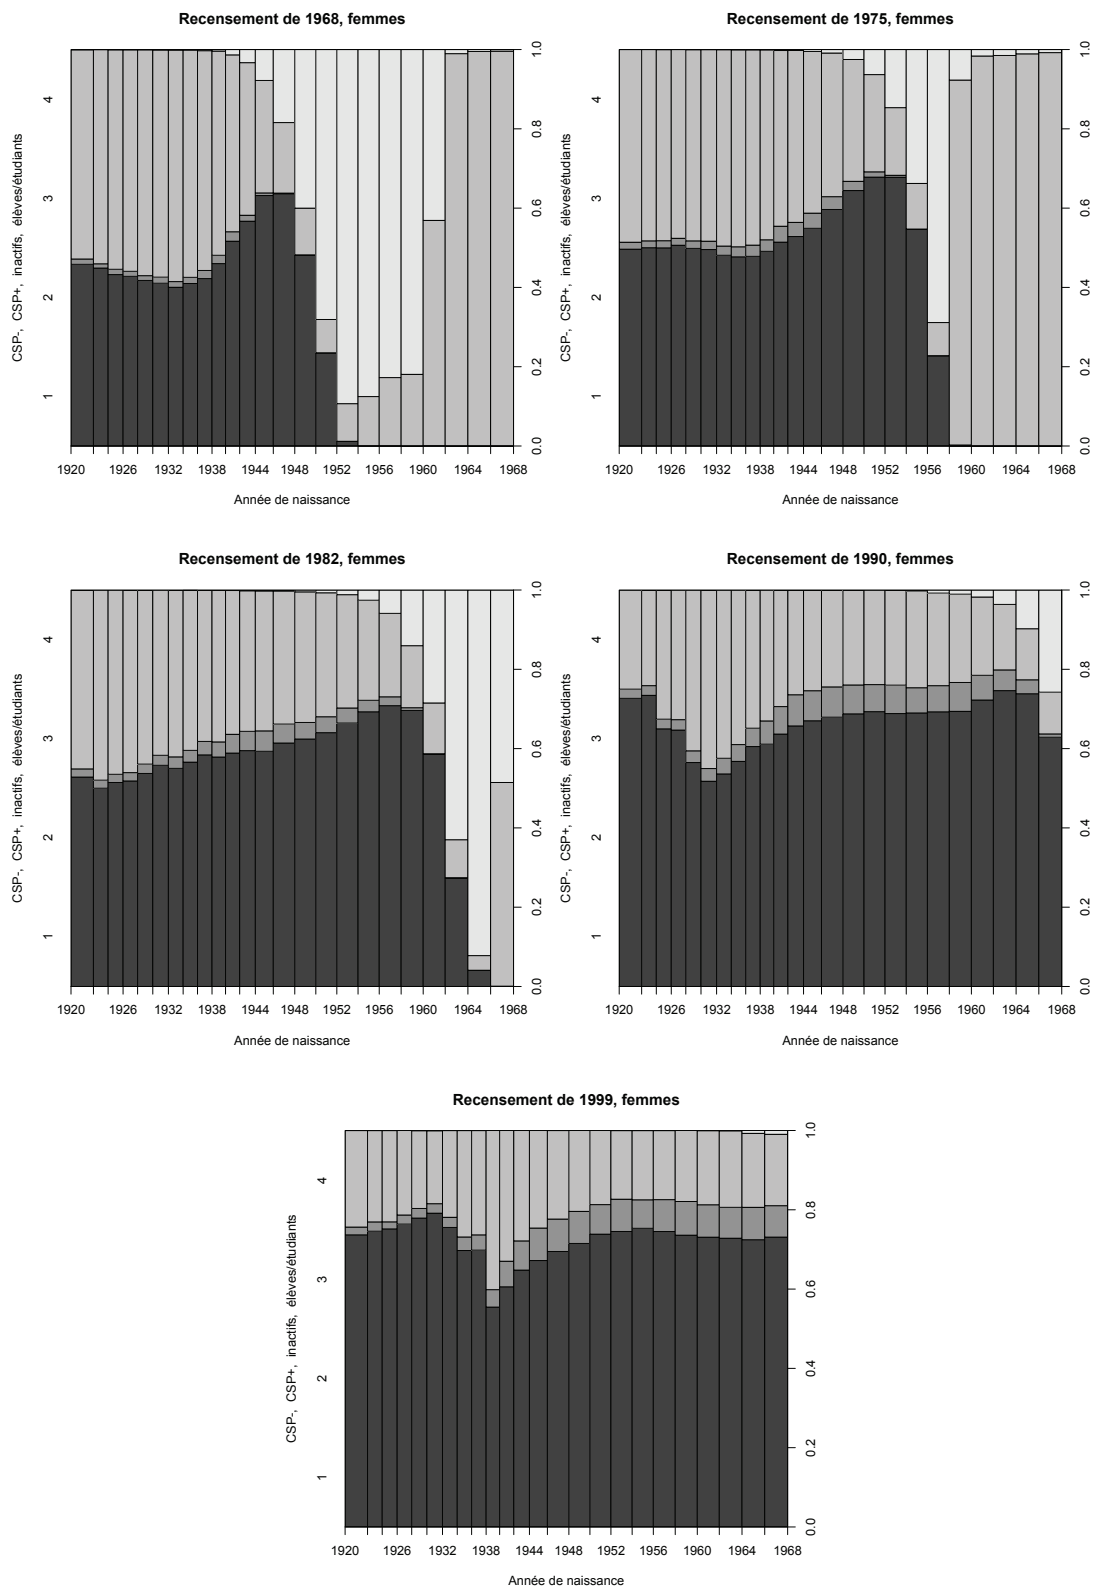 Recensement de 1968, femmes
CSP-, CSP+, inactifs, élèves/étudiants
1 2 3 4
0.0 0.2 0.4 0.6 0.8 1.0
1920 1926 1932 1938 1944 1948 1952 1956 1960 1964 1968
Année de naissance
Recensement de 1975, femmes
CSP-, CSP+, inactifs, élèves/étudiants
1 2 3 4
0.0 0.2 0.4 0.6 0.8 1.0
1920 1926 1932 1938 1944 1948 1952 1956 1960 1964 1968
Année de naissance
Recensement de 1982, femmes
CSP-, CSP+, inactifs, élèves/étudiants
1 2 3 4
0.0 0.2 0.4 0.6 0.8 1.0
1920 1926 1932 1938 1944 1948 1952 1956 1960 1964 1968
Année de naissance
Recensement de 1990, femmes
CSP-, CSP+, inactifs, élèves/étudiants
1 2 3 4
0.0 0.2 0.4 0.6 0.8 1.0
1920 1926 1932 1938 1944 1948 1952 1956 1960 1964 1968
Année de naissance
Recensement de 1999, femmes
CSP-, CSP+, inactifs, élèves/étudiants
1 2 3 4
0.0 0.2 0.4 0.6 0.8 1.0
1920 1926 1932 1938 1944 1948 1952 1956 1960 1964 1968
Année de naissance